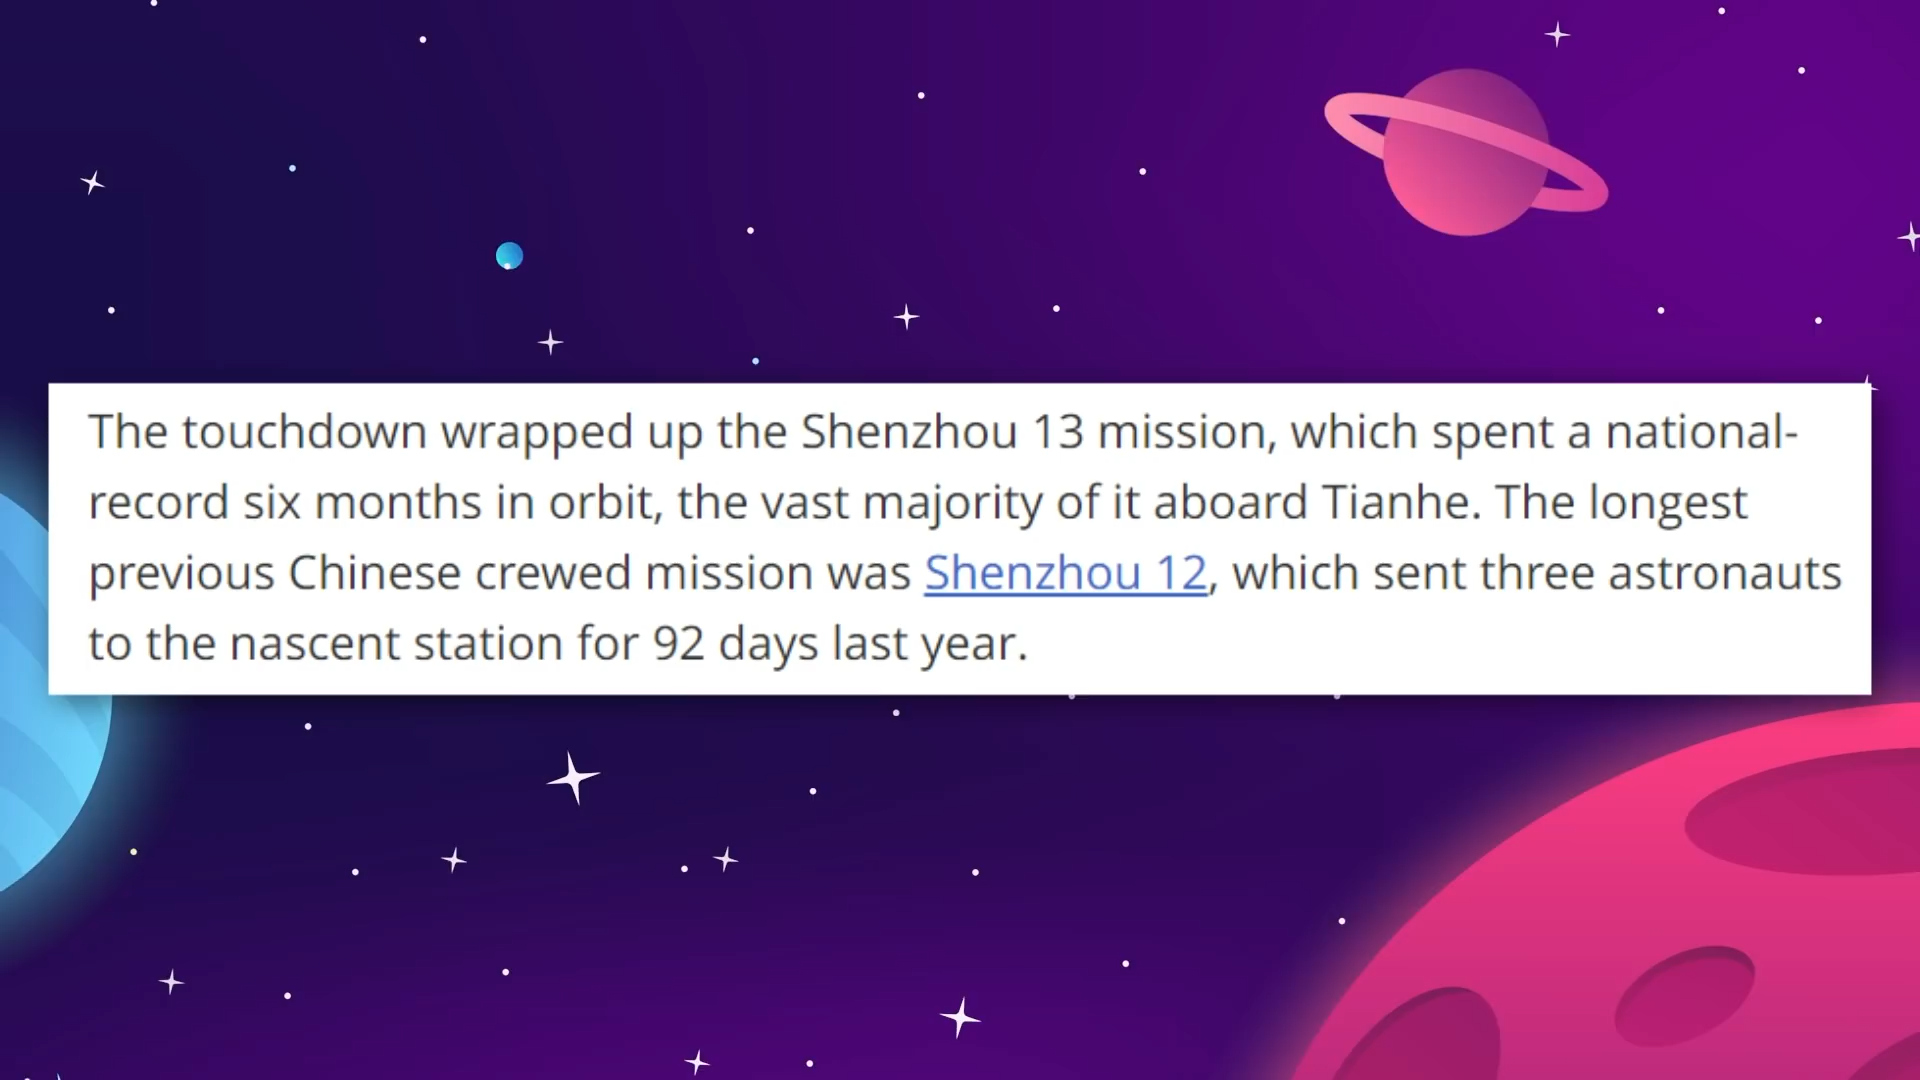 The touchdown wrapped up the Shenzhou 13 mission, which spent a national-
record six months in orbit, the vast majority of it aboard Tianhe. The longest
previous Chinese crewed mission was Shenzhou 12, which sent three astronauts
to the nascent station for 92 days last year.